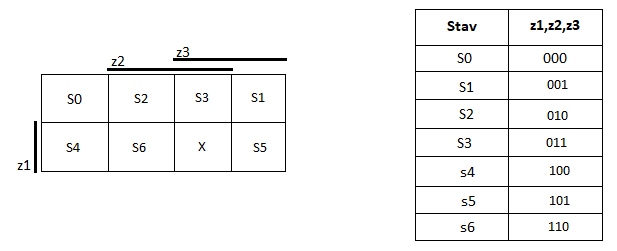 z3
z2
S0 S2 S3 S1
z1 S4 S6 X S5
Stav z1,z2,z3
S0 000
S1 001
S2 010
S3 011
s4 100
s5 101
s6 110